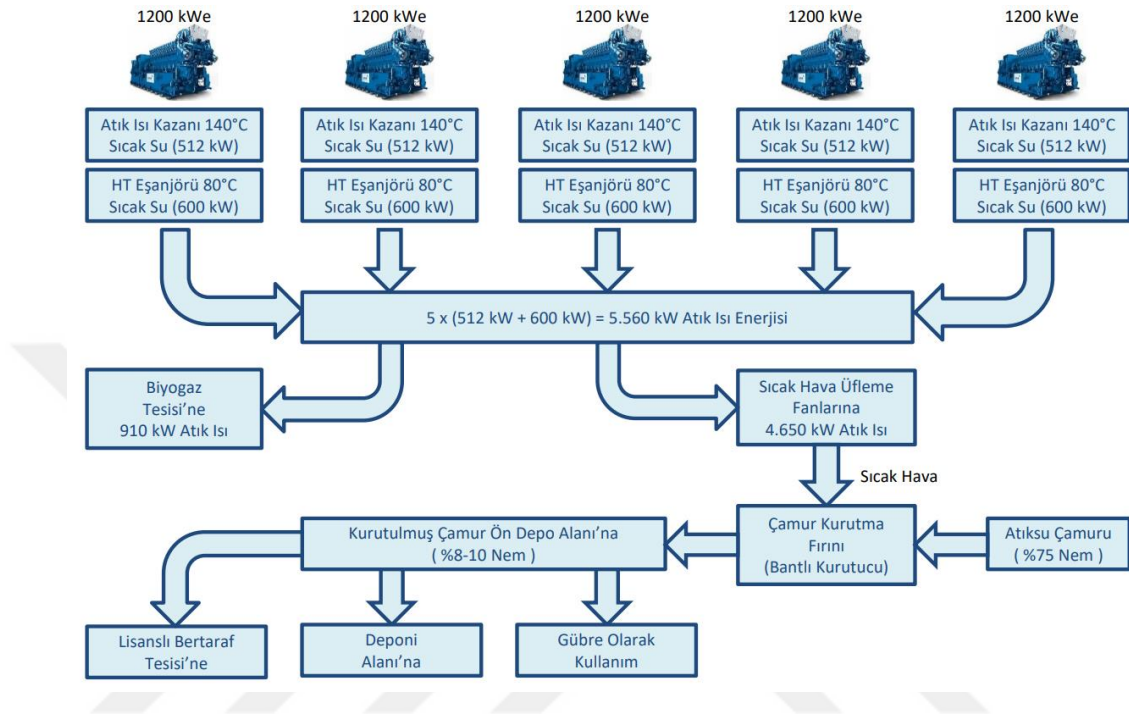 1200 kWe
1200 kWe
1200 kWe
1200 kWe
1200 kWe
Atık Isı Kazanı 140°C
Sıcak Su (512 kW)
Atık Isı Kazanı 140°C
Sıcak Su (512 kW)
Atık Isı Kazanı 140°C
Sıcak Su (512 kW)
Atık Isı Kazanı 140°C
Sıcak Su (512 kW)
Atık Isı Kazanı 140°C
Sıcak Su (512 kW)
HT Eşanjörü 80°C
Sıcak Su (600 kW)
HT Eşanjörü 80°C
Sıcak Su (600 kW)
HT Eşanjörü 80°C
Sıcak Su (600 kW)
HT Eşanjörü 80°C
Sıcak Su (600 kW)
HT Eşanjörü 80°C
Sıcak Su (600 kW)
5 x (512 kW + 600 kW) = 5.560 kW Atık Isı Enerjisi
Biyogaz
Tesisi’ne
910 kW Atık Isı
Sıcak Hava Üfleme
Fanlarına
4.650 kW Atık Isı
Sıcak Hava
Kurutulmuş Çamur Ön Depo Alanı’na
( %8-10 Nem )
Çamur Kurutma
Fırını
(Bantlı Kurutucu)
Atıksu Çamuru
( %75 Nem )
Lisanslı Bertaraf
Tesisi’ne
Deponi
Alanı’na
Gübre Olarak
Kullanım